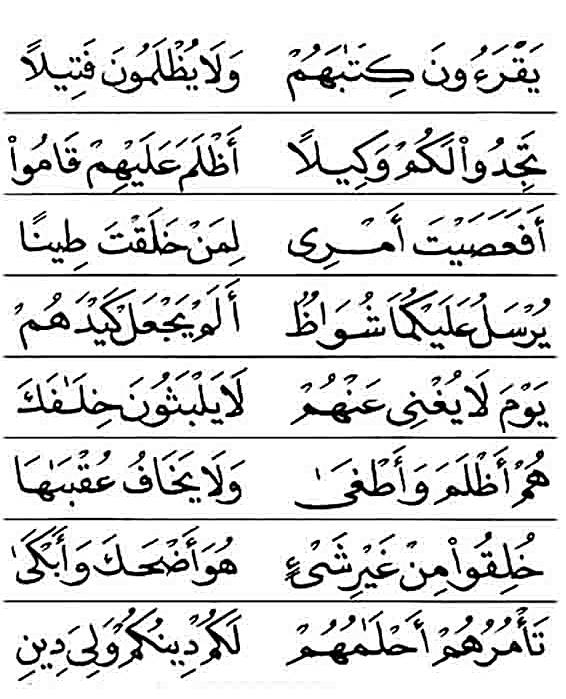 يَقْرَءُونَ كِتَٰبَهُمْ وَلَا يُظْلَمُونَ فَتِيلًا
تَجِدُوا۟ لَكُمْ وَكِيلًا أَظْلَمَ عَلَيْهِمْ قَامُوا۟
أَفَعَصَيْتَ أَمْرِى لِمَنْ خَلَقْتَ طِينًا
يُرْسَلُ عَلَيْكُمَا شُوَاظٌ أَلَمْ يَجْعَلْ كَيْدَهُمْ
يَوْمَ لَا يُغْنِى عَنْهُمْ لَا يَلْبَثُونَ خِلَٰفَكَ
هُمْ أَظْلَمَ وَأَطْغَىٰ وَلَا يَخَافُ عُقْبَٰهَا
خُلِقُوا۟ مِنْ غَيْرِ شَىْءٍ هُوَ أَضْحَكَ وَأَبْكَىٰ
تَأْمُرُهُمْ أَحْلَٰمُهُمْ لَكُمْ دِينُكُمْ وَلِىَ دِينِ